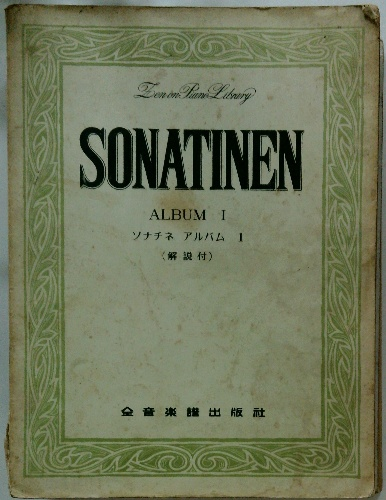 Zen-on Piano Library
SONATINEN
ALBUM I
ソナチネ アルバム 1
(解説付)
全音楽譜出版社